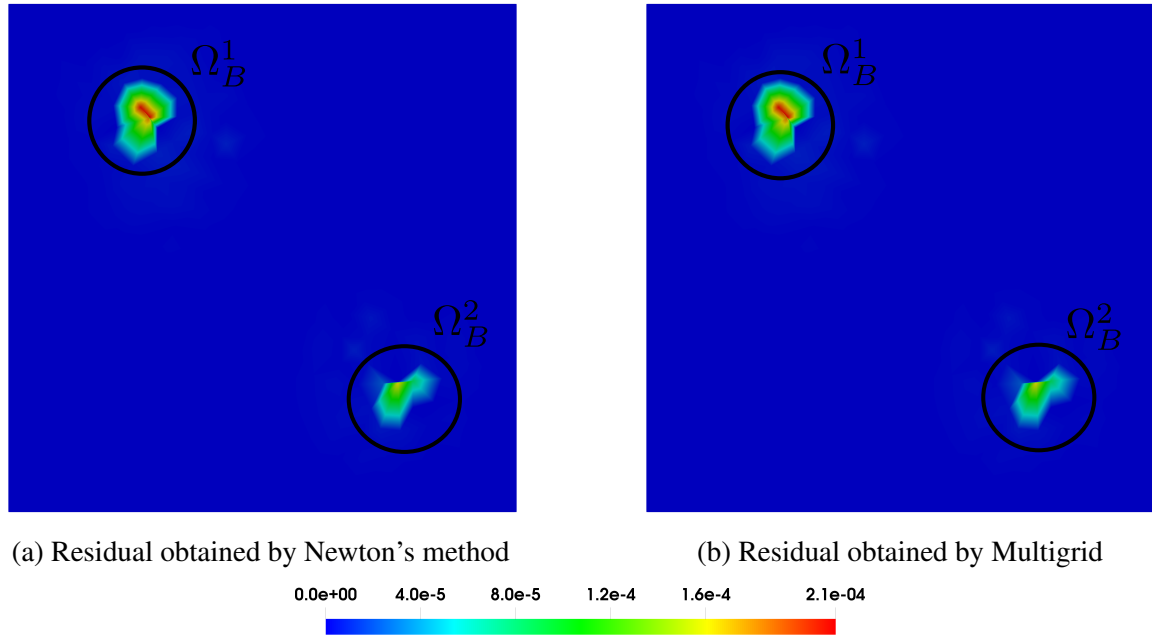 Ω_B^1
Ω_B^1
Ω_B^2
Ω_B^2
(a) Residual obtained by Newton's method
(b) Residual obtained by Multigrid
0.0e+00 4.0e-5 8.0e-5 1.2e-4 1.6e-4 2.1e-04